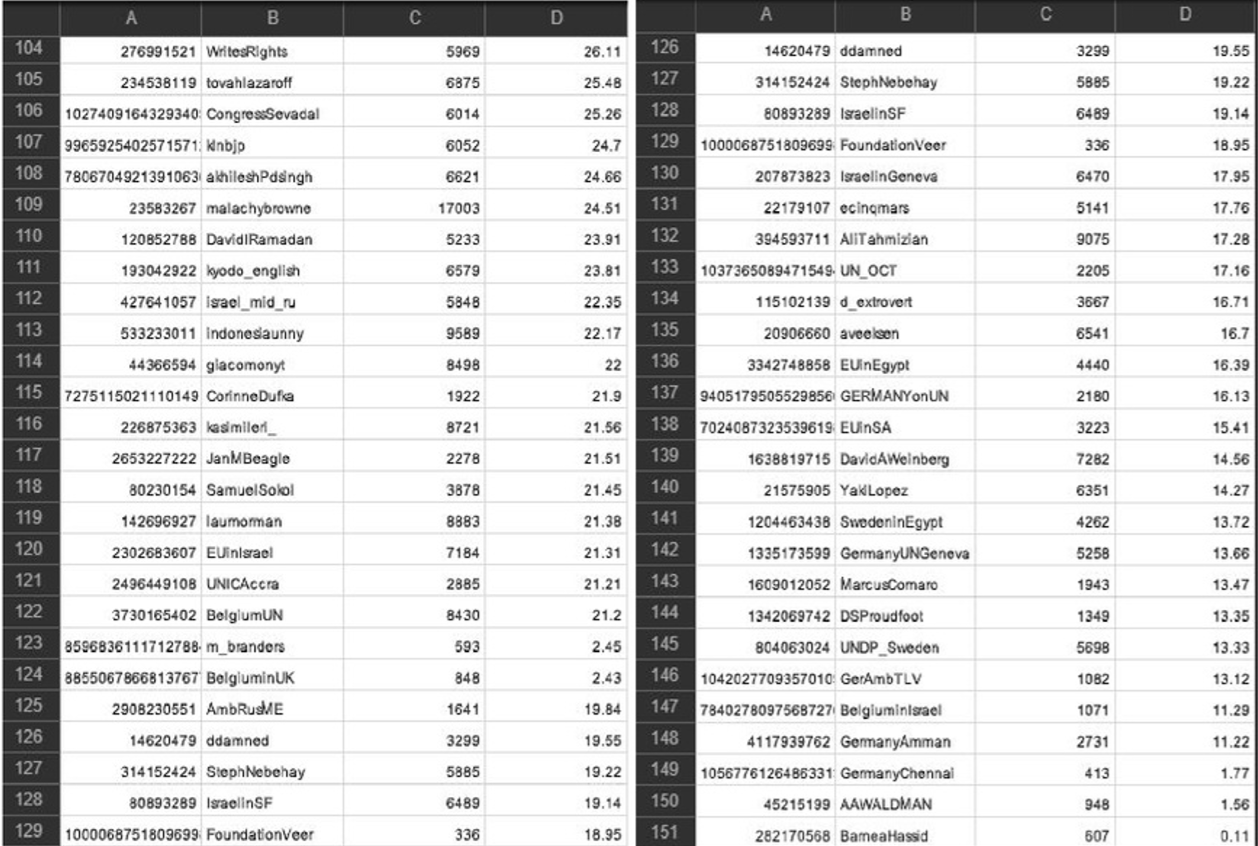 A B C D
104 276991521 WritesRights 5969 26.11
105 234538119 tovahlazaroff 6875 25.48
106 1027409164329340 CongressSevadal 6014 25.26
107 9965925402571571 klnbjp 6052 24.7
108 7806704921391063 akhileshPdsingh 6621 24.66
109 23583267 malachybrowne 17003 24.51
110 120852788 DavidIRamadan 5233 23.91
111 193042922 kyodo_english 6579 23.81
112 427641057 israel_mid_ru 5848 22.35
113 533233011 indonesiaunny 9589 22.17
114 44366594 giacomonyt 8498 22
115 7275115021110149 CorinneDufka 1922 21.9
116 226875363 kasimileri_ 8721 21.56
117 2653227222 JanMBeagle 2278 21.51
118 80230154 SamuelSokol 3878 21.45
119 142696927 laumorman 8883 21.38
120 2302683607 EUinIsrael 7184 21.31
121 2496449108 UNICAccra 2885 21.21
122 3730165402 BelgiumUN 8430 21.2
123 8596836111712788 m_branders 593 2.45
124 8855067866813767 BelgiuminUK 848 2.43
125 2908230551 AmbRusME 1641 19.84
126 14620479 ddamned 3299 19.55
127 314152424 StephNebehay 5885 19.22
128 80893289 IsraelinSF 6489 19.14
129 1000068751809699 FoundationVeer 336 18.95
A B C D
126 14620479 ddamned 3299 19.55
127 314152424 StephNebehay 5885 19.22
128 80893289 IsraelinSF 6489 19.14
129 1000068751809699 FoundationVeer 336 18.95
130 207873823 IsraelinGeneva 6470 17.95
131 22179107 ecinqmars 5141 17.76
132 394593711 AliTahmizian 9075 17.28
133 1037365089471549 UN_OCT 2205 17.16
134 115102139 d_extrovert 3667 16.71
135 20906660 aveeksen 6541 16.7
136 3342748858 EUinEgypt 4440 16.39
137 9405179505529856 GERMANYonUN 2180 16.13
138 7024087323539619 EUinSA 3223 15.41
139 1638819715 DavidAWeinberg 7282 14.56
140 21575905 YakiLopez 6351 14.27
141 1204463438 SwedeninEgypt 4262 13.72
142 1335173599 GermanyUNGeneva 5258 13.66
143 1609012052 MarcusCornaro 1943 13.47
144 1342069742 DSProudfoot 1349 13.35
145 804063024 UNDP_Sweden 5698 13.33
146 1042027709357010 GerAmbTLV 1082 13.12
147 7840278097568727 BelgiuminIsrael 1071 11.29
148 4117939762 GermanyAmman 2731 11.22
149 1056776126486331 GermanyChennai 413 1.77
150 45215199 AAWALDMAN 948 1.56
151 282170568 BarneaHassid 607 0.11